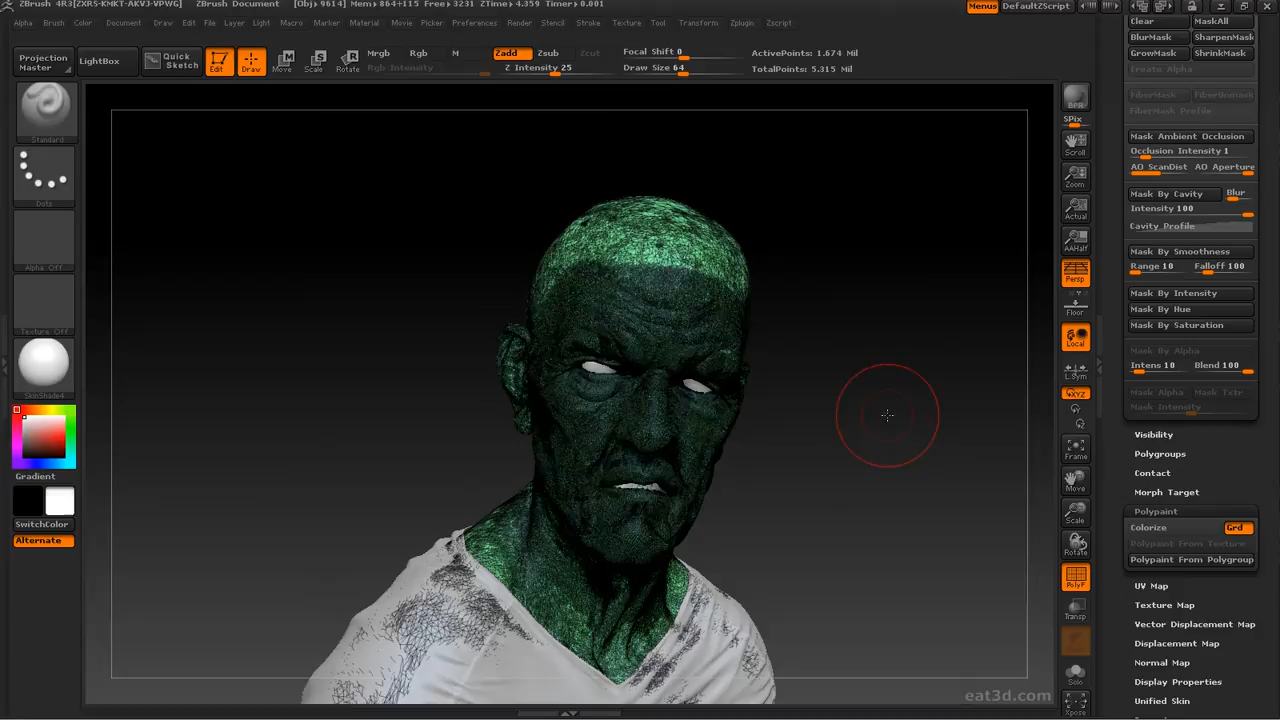 ZBrush 4R3[ZXRS-KMKT-AKVJ-VPWG] ZBrush Document [Obj> 9614] Mem> 864+115 Free> 3231 ZTime> 4.359 Timer> 0.001 Menus DefaultZScript
Alpha Brush Color Document Draw Edit File Layer Light Macro Marker Material Movie Picker Preferences Render Stencil Stroke Texture Tool Transform Zplugin Zscript
Projection Master
LightBox
Quick Sketch
Edit
Draw
Move
Scale
Rotate
Mrgb Rgb M
Rgb Intensity
Zadd Zsub Zcut
Z Intensity 25
Focal Shift 0
Draw Size 64
ActivePoints: 1.674 Mil
TotalPoints: 5.315 Mil
Standard
Dots
Alpha Off
Texture Off
SkinShade4
Gradient
SwitchColor
Alternate
BPR
SPix
Scroll
Zoom
Actual
AAHalf
Persp
Floor
Local
L.Sym
XYZ
Frame
Move
Scale
Rotate
PolyF
Transp
Solo
Xpose
Clear MaskAll
BlurMask SharpenMask
GrowMask ShrinkMask
Create Alpha
FiberMask FiberUnmask
FiberMask Profile
Mask Ambient Occlusion
Occlusion Intensity 1
AO ScanDist AO Aperture
Mask By Cavity Blur
Intensity 100
Cavity Profile
Mask By Smoothness
Range 10 Falloff 100
Mask By Intensity
Mask By Hue
Mask By Saturation
Mask By Alpha
Intens 10 Blend 100
Mask Alpha Mask Txtr
Mask Intensity
Visibility
Polygroups
Contact
Morph Target
Polypaint
Colorize Grd
Polypaint From Texture
Polypaint From Polygroup
UV Map
Texture Map
Vector Displacement Map
Displacement Map
Normal Map
Display Properties
Unified Skin
eat3d.com